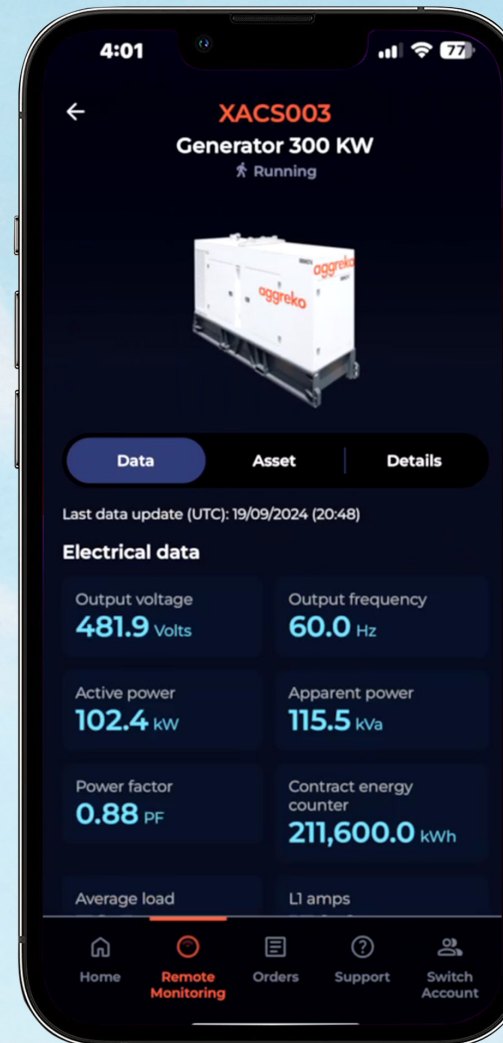 4:01
77
XACS003
Generator 300 KW
Running
aggreko
aggreko
Data Asset Details
Last data update (UTC): 19/09/2024 (20:48)
Electrical data
Output voltage
481.9 Volts
Output frequency
60.0 Hz
Active power
102.4 kW
Apparent power
115.5 kVa
Power factor
0.88 PF
Contract energy
counter
211,600.0 kWh
Average load
L1 amps
Home
Remote
Monitoring
Orders
Support
Switch
Account